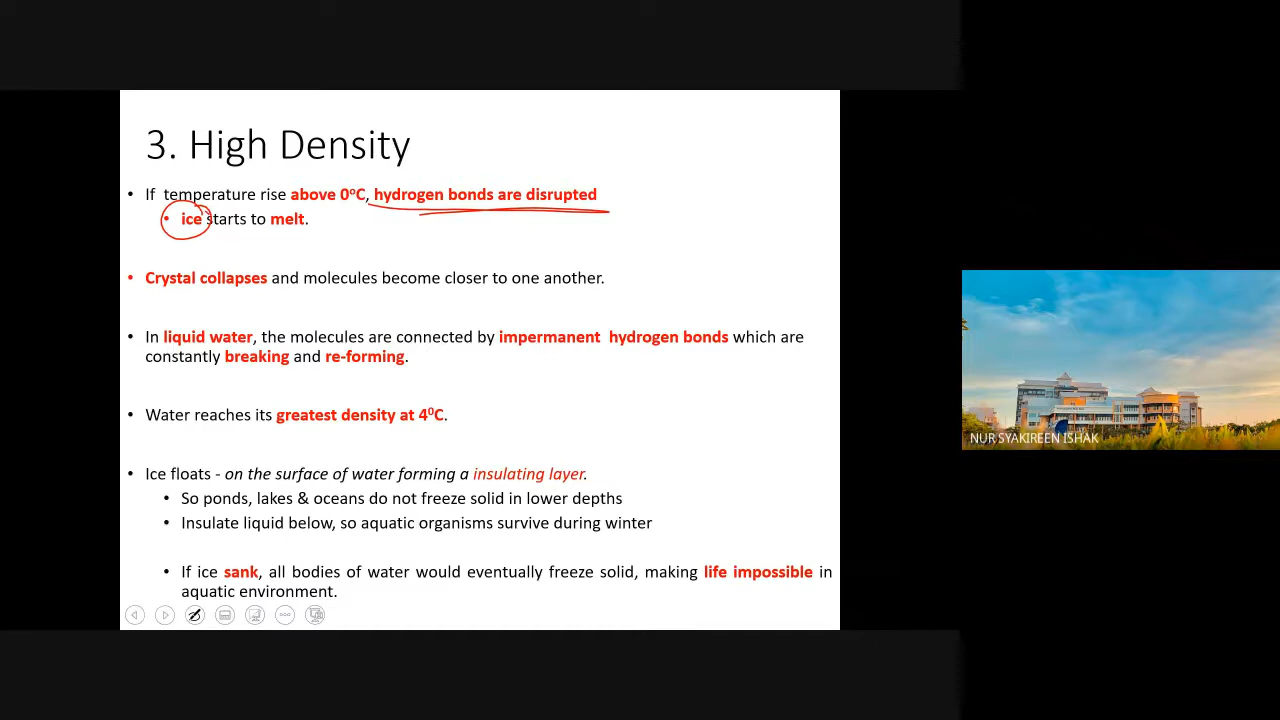 3. High Density
• If temperature rise above 0°C, hydrogen bonds are disrupted
• ice starts to melt.
• Crystal collapses and molecules become closer to one another.
• In liquid water, the molecules are connected by impermanent hydrogen bonds which are
constantly breaking and re-forming.
• Water reaches its greatest density at 4⁰C.
• Ice floats - on the surface of water forming a insulating layer.
• So ponds, lakes & oceans do not freeze solid in lower depths
• Insulate liquid below, so aquatic organisms survive during winter
• If ice sank, all bodies of water would eventually freeze solid, making life impossible in
aquatic environment.
NUR SYAKIREEN ISHAK